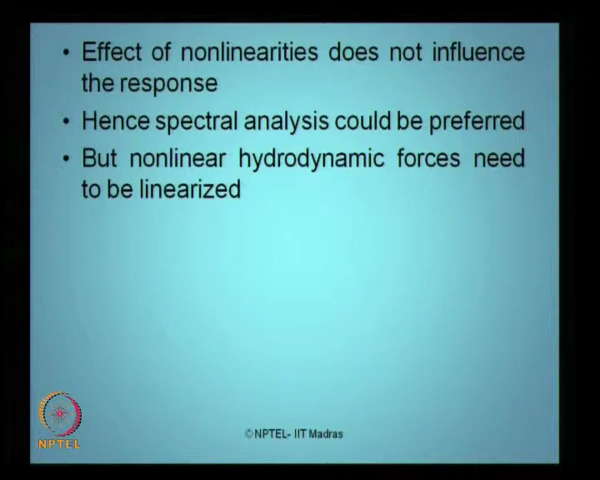 • Effect of nonlinearities does not influence
the response
• Hence spectral analysis could be preferred
• But nonlinear hydrodynamic forces need
to be linearized
NPTEL
©NPTEL- IIT Madras